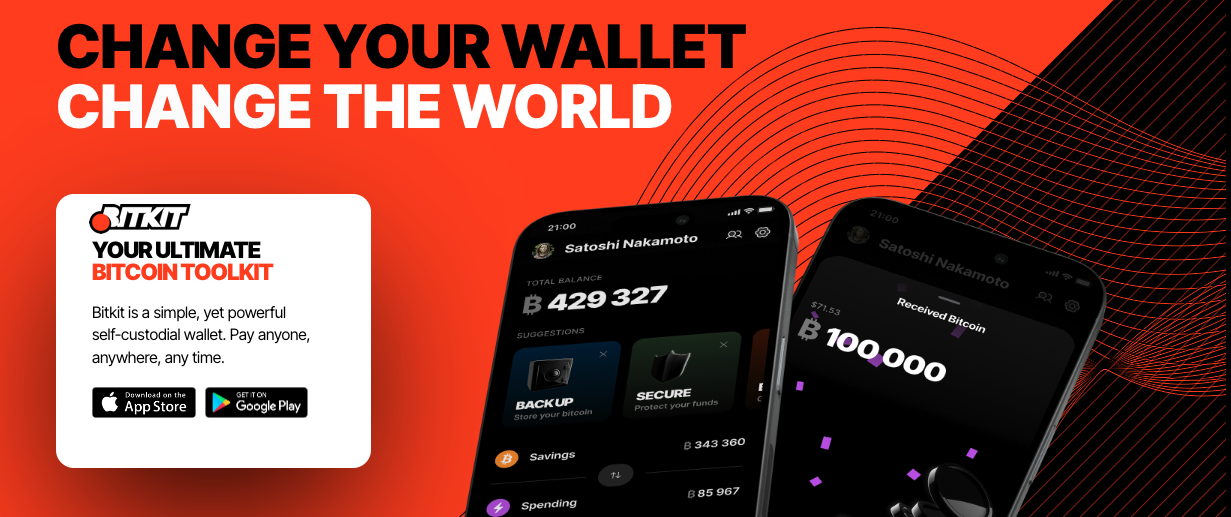 CHANGE YOUR WALLET
CHANGE THE WORLD
BITKIT
YOUR ULTIMATE
BITCOIN TOOLKIT
Bitkit is a simple, yet powerful
self-custodial wallet. Pay anyone,
anywhere, any time.
Download on the
App Store
GET IT ON
Google Play
21:00
Satoshi Nakamoto
TOTAL BALANCE
₿ 429 327
SUGGESTIONS
BACK UP
Store your bitcoin
SECURE
Protect your funds
Savings
₿ 343 360
Spending
₿ 85 967
21:00
Satoshi Nakamoto
Received Bitcoin
$71.53
₿ 100 000